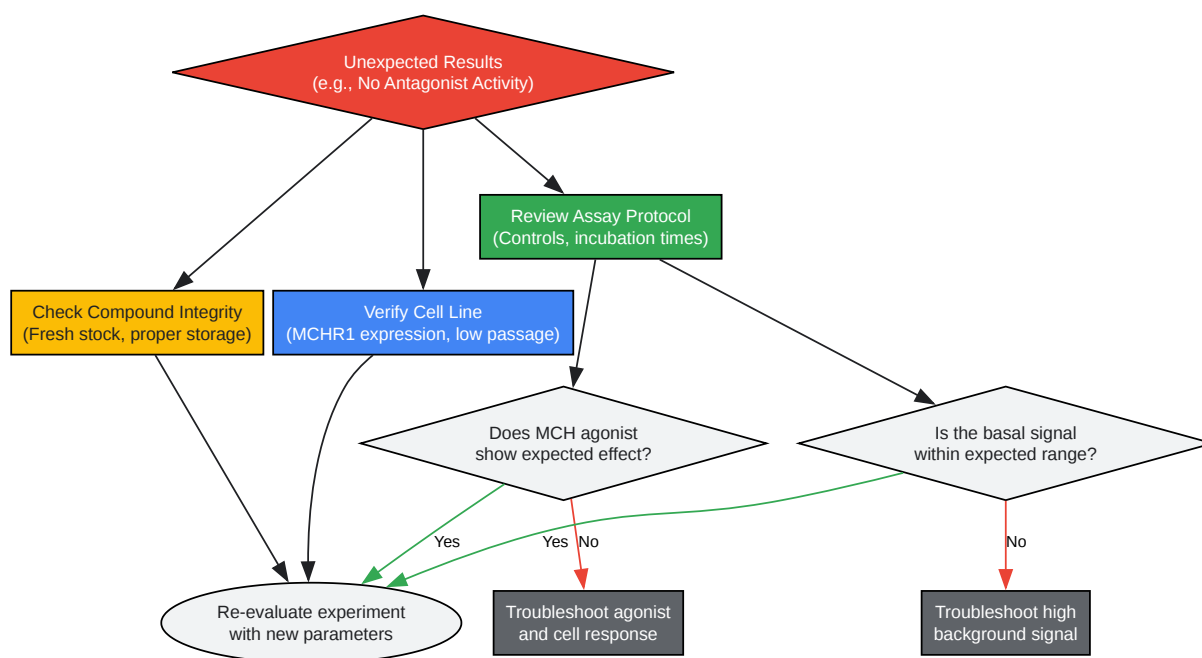 Unexpected Results
(e.g., No Antagonist Activity)
Review Assay Protocol
(Controls, incubation times)
Check Compound Integrity
(Fresh stock, proper storage)
Verify Cell Line
(MCHR1 expression, low passage)
Does MCH agonist
show expected effect?
Is the basal signal
within expected range?
Yes
Yes
No
No
Re-evaluate experiment
with new parameters
Troubleshoot agonist
and cell response
Troubleshoot high
background signal